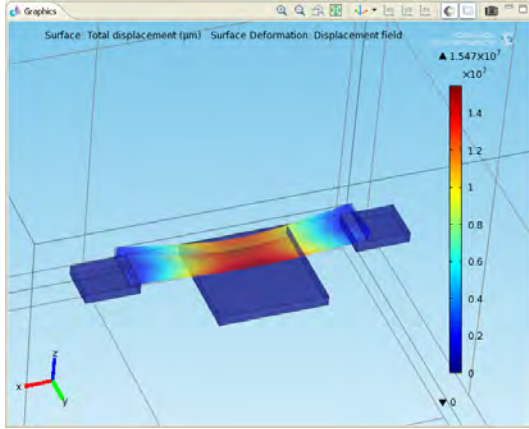 Graphics
Surface: Total displacement (µm)   Surface Deformation: Displacement field
▲ 1.547×10⁷
×10⁷
1.4
1.2
1
0.8
0.6
0.4
0.2
0
▼ 0
z
x
y